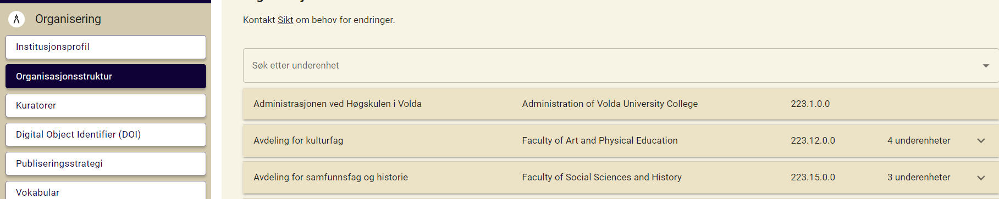 Organisering
Institusjonsprofil
Organisasjonsstruktur
Kuratorer
Digital Object Identifier (DOI)
Publiseringsstrategi
Vokabular
Kontakt Sikt om behov for endringer.
Søk etter underenhet
Administrasjonen ved Høgskulen i Volda Administration of Volda University College 223.1.0.0
Avdeling for kulturfag Faculty of Art and Physical Education 223.12.0.0 4 underenheter
Avdeling for samfunnsfag og historie Faculty of Social Sciences and History 223.15.0.0 3 underenheter